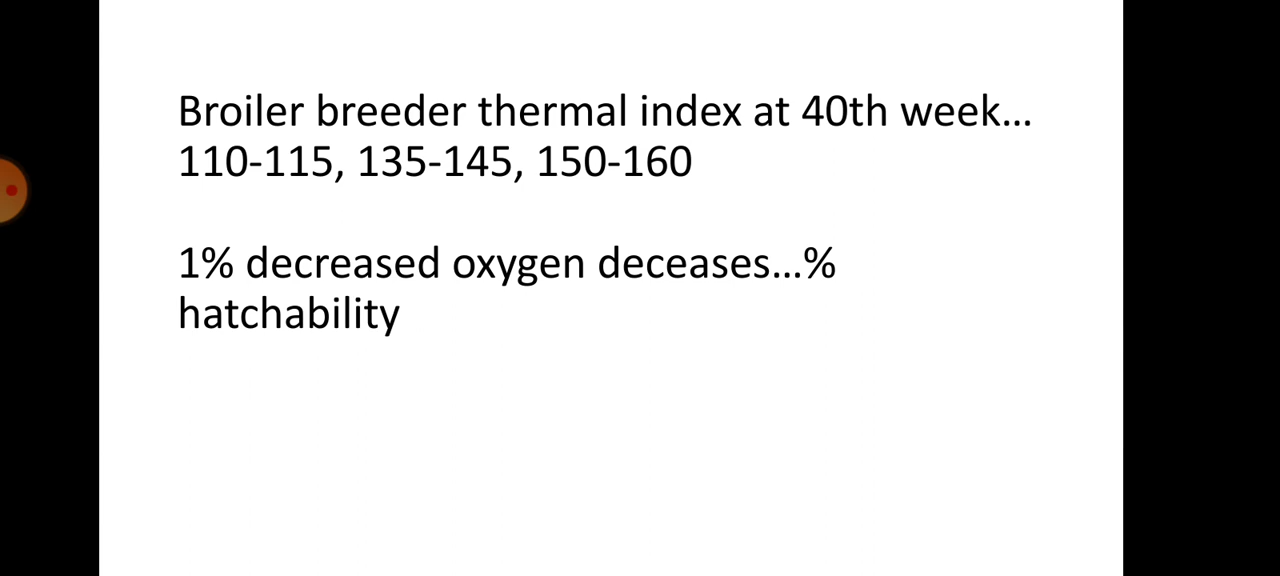 Broiler breeder thermal index at 40th week…
110-115, 135-145, 150-160
1% decreased oxygen deceases…%
hatchability